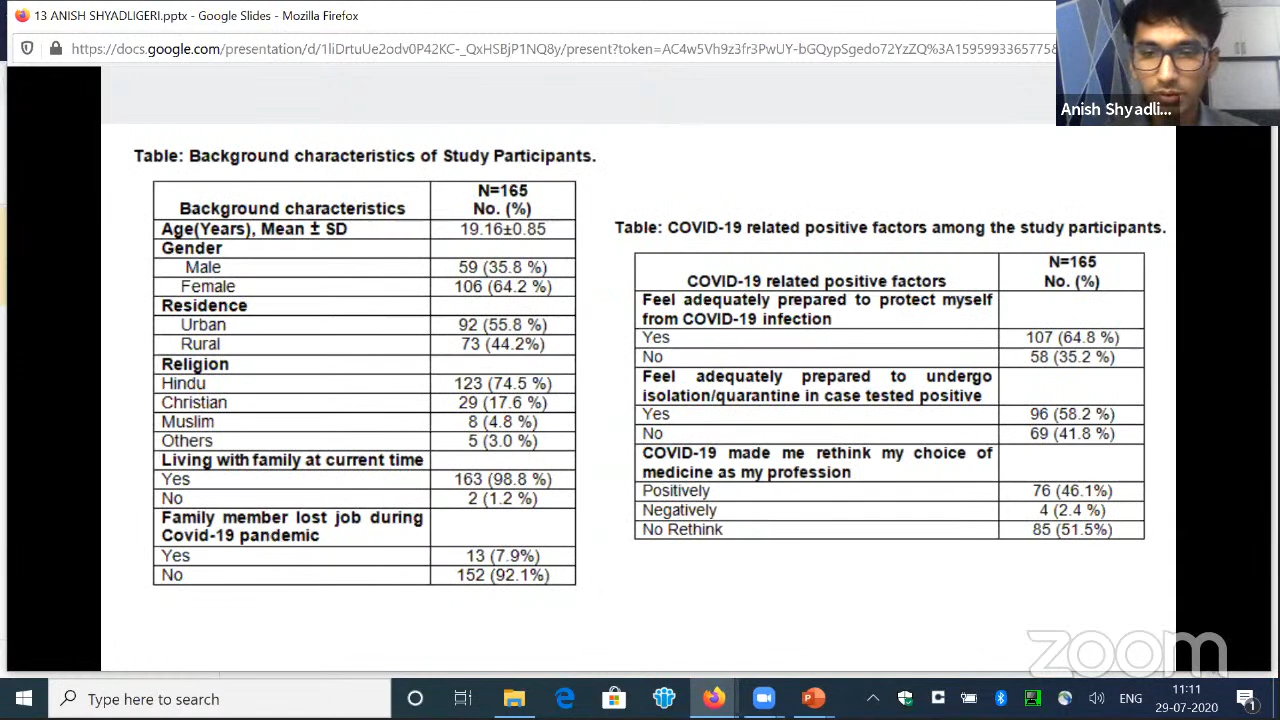 13 ANISH SHYADLIGERI.pptx - Google Slides - Mozilla Firefox
https://docs.google.com/presentation/d/1liDrtuUe2odv0P42KC-_QxHSBjP1NQ8y/present?token=AC4w5Vh9z3fr3PwUY-bGQypSgedo72YzZQ%3A1595993365775
Anish Shyadli...
Table: Background characteristics of Study Participants.
Background characteristics N=165 No. (%)
Age(Years), Mean ± SD 19.16±0.85
Gender
Male 59 (35.8 %)
Female 106 (64.2 %)
Residence
Urban 92 (55.8 %)
Rural 73 (44.2%)
Religion
Hindu 123 (74.5 %)
Christian 29 (17.6 %)
Muslim 8 (4.8 %)
Others 5 (3.0 %)
Living with family at current time
Yes 163 (98.8 %)
No 2 (1.2 %)
Family member lost job during
Covid-19 pandemic
Yes 13 (7.9%)
No 152 (92.1%)
Table: COVID-19 related positive factors among the study participants.
COVID-19 related positive factors N=165 No. (%)
Feel adequately prepared to protect myself
from COVID-19 infection
Yes 107 (64.8 %)
No 58 (35.2 %)
Feel adequately prepared to undergo
isolation/quarantine in case tested positive
Yes 96 (58.2 %)
No 69 (41.8 %)
COVID-19 made me rethink my choice of
medicine as my profession
Positively 76 (46.1%)
Negatively 4 (2.4 %)
No Rethink 85 (51.5%)
zoom
Type here to search
ENG
11:11
29-07-2020
1